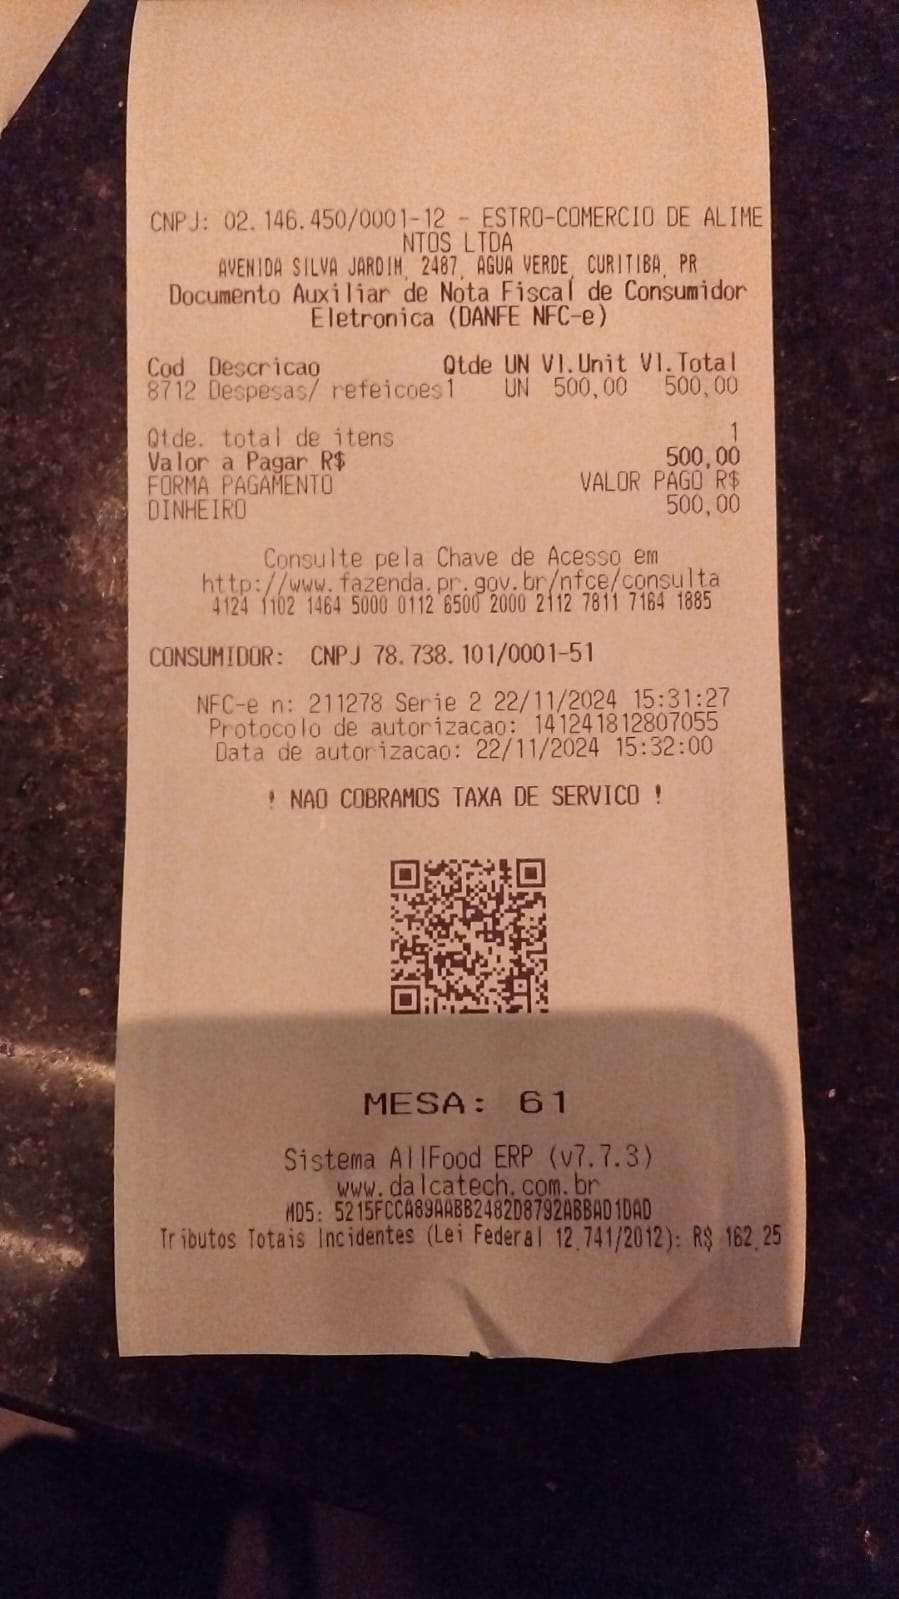 CNPJ: 02.146.450/0001-12 - ESTRO-COMERCIO DE ALIME
NTOS LTDA
AVENIDA SILVA JARDIM, 2487, AGUA VERDE, CURITIBA, PR
Documento Auxiliar de Nota Fiscal de Consumidor
Eletronica (DANFE NFC-e)
Cod Descricao Qtde UN Vl.Unit Vl.Total
8712 Despesas/ refeicoes1 UN 500,00 500,00
Qtde. total de itens 1
Valor a Pagar R$ 500,00
FORMA PAGAMENTO VALOR PAGO R$
DINHEIRO 500,00
Consulte pela Chave de Acesso em
http://www.fazenda.pr.gov.br/nfce/consulta
4124 1102 1464 5000 0112 6500 2000 2112 7811 7164 1885
CONSUMIDOR: CNPJ 78.738.101/0001-51
NFC-e n: 211278 Serie 2 22/11/2024 15:31:27
Protocolo de autorizacao: 141241812807055
Data de autorizacao: 22/11/2024 15:32:00
! NAO COBRAMOS TAXA DE SERVICO !
MESA: 61
Sistema AllFood ERP (v7.7.3)
www.dalcatech.com.br
MD5: 5215FCCA89AABB2482D8792ABBAD1DAD
Tributos Totais Incidentes (Lei Federal 12.741/2012): R$ 162,25